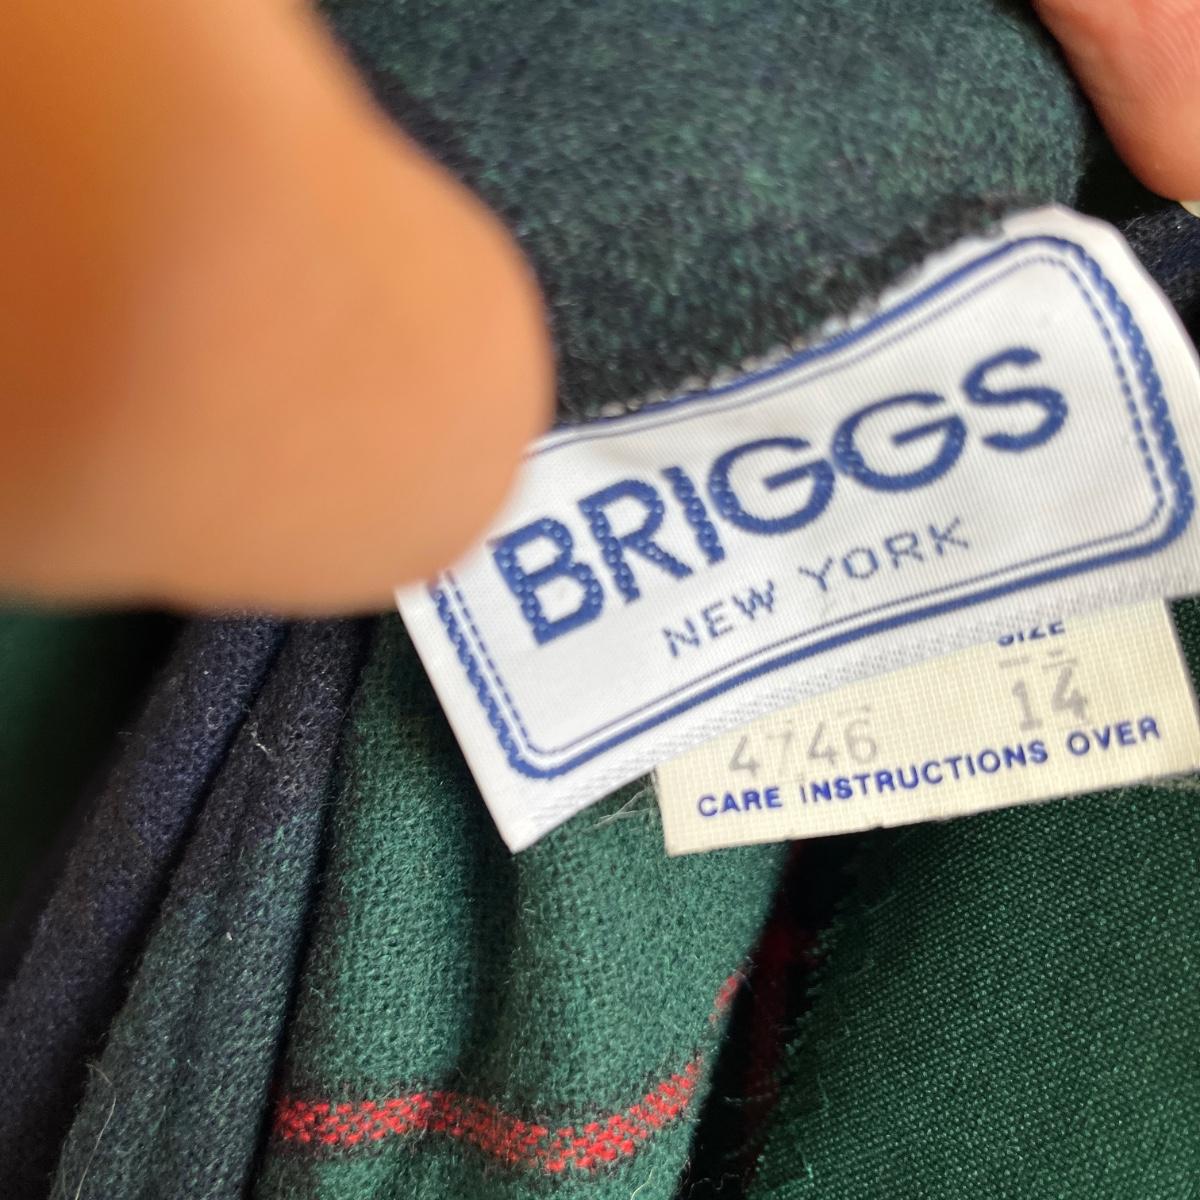 BRIGGS
NEW YORK
SIZE
4746 14
CARE INSTRUCTIONS OVER